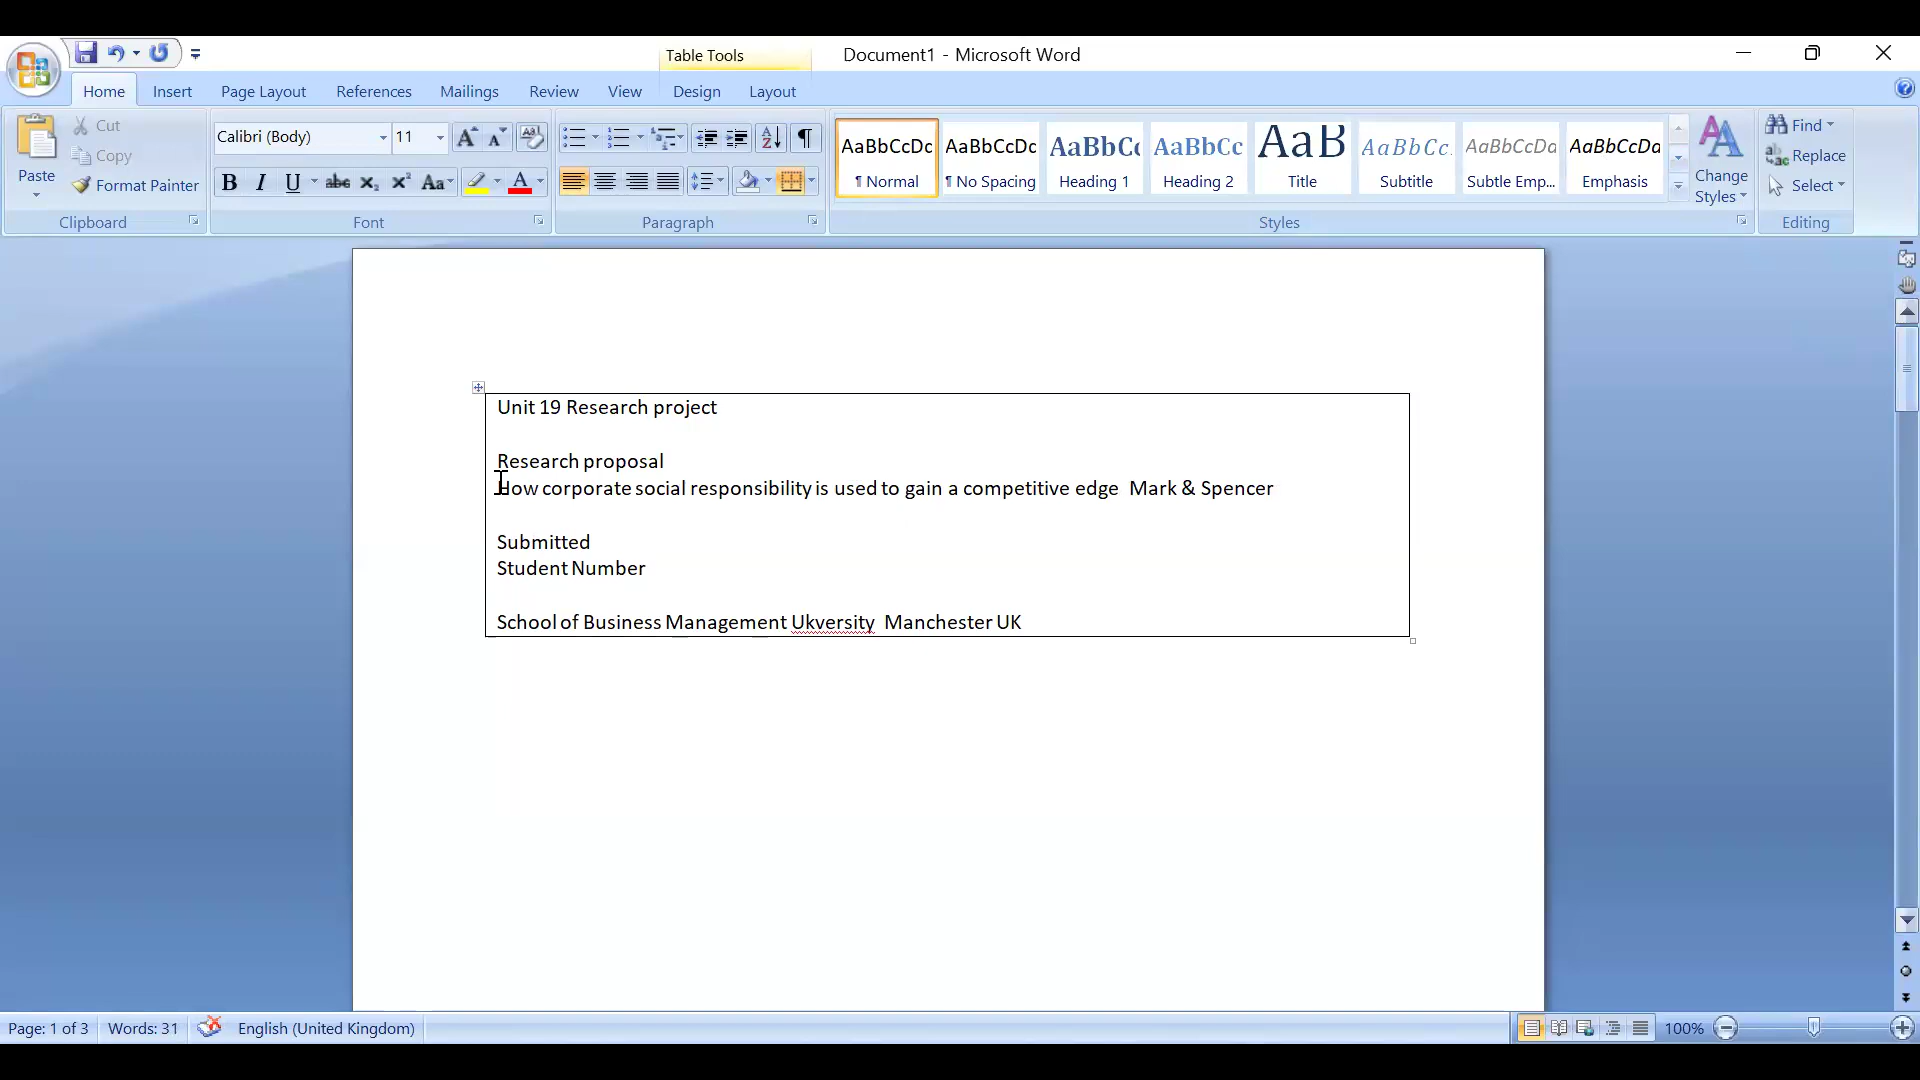 Table Tools
Document1 - Microsoft Word
Home Insert Page Layout References Mailings Review View Design Layout
Paste
Cut
Copy
Format Painter
Clipboard
Calibri (Body) 11
Font
Paragraph
AaBbCcDc AaBbCcDc AaBbCc AaBbCc AaB AaBbCc. AaBbCcDa AaBbCcDa
¶ Normal ¶ No Spacing Heading 1 Heading 2 Title Subtitle Subtle Emp... Emphasis
Change Styles
Styles
Find
Replace
Select
Editing
Unit 19 Research project
Research proposal
How corporate social responsibility is used to gain a competitive edge Mark & Spencer
Submitted
Student Number
School of Business Management Ukversity Manchester UK
Page: 1 of 3 Words: 31 English (United Kingdom) 100%